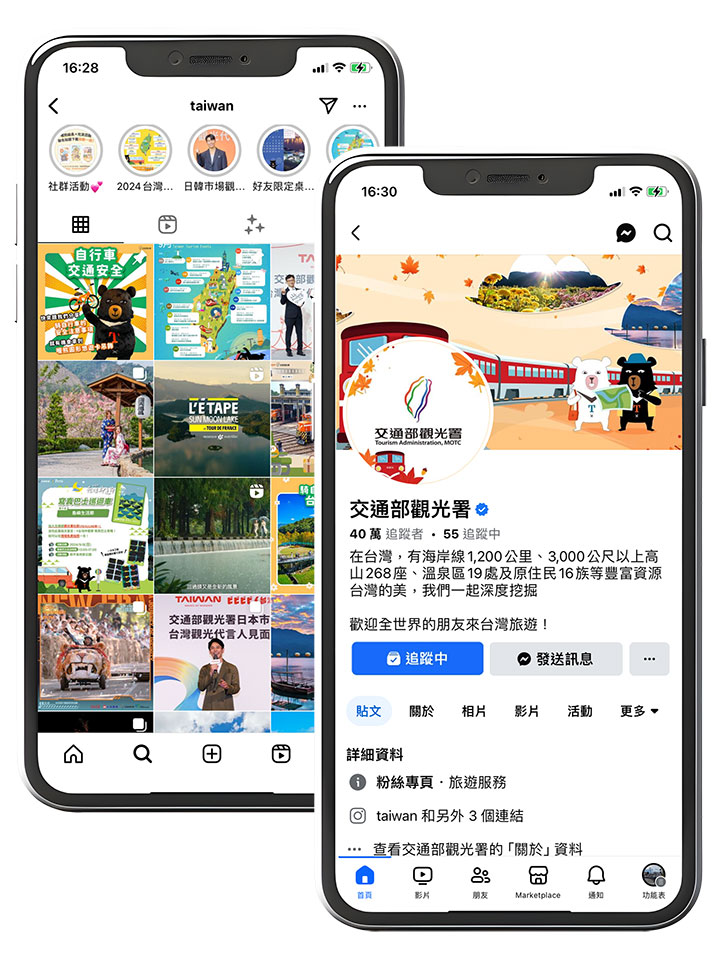 16:28
taiwan
社群活動💕
2024台灣...
日韓市場觀...
好友限定桌...
自行車
交通安全
交通部觀
L'ÉTAPE
SUN MOON LAKE
by TOUR DE FRANCE
TAIWAN
交通部觀光署日本市
台灣觀光代言人見面
16:30
交通部觀光署
Tourism Administration, MOTC
交通部觀光署
40 萬 追蹤者 • 55 追蹤中
在台灣，有海岸線1,200公里、3,000公尺以上高
山268座、溫泉區19處及原住民16族等豐富資源
台灣的美，我們一起深度挖掘
歡迎全世界的朋友來台灣旅遊！
追蹤中
發送訊息
貼文
關於
相片
影片
活動
更多
詳細資料
粉絲專頁 · 旅遊服務
taiwan 和另外 3 個連結
查看交通部觀光署的「關於」資料
首頁
影片
朋友
Marketplace
通知
功能表